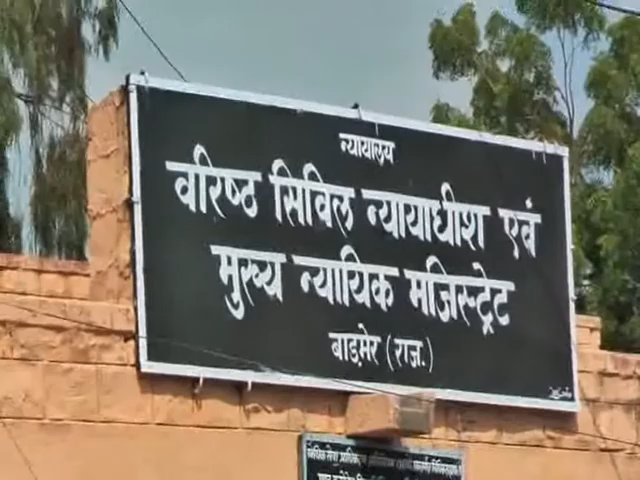 न्यायालय
वरिष्ठ सिविल न्यायाधीश एवं
मुख्य न्यायिक मजिस्ट्रेट
बाड़मेर (राज.)